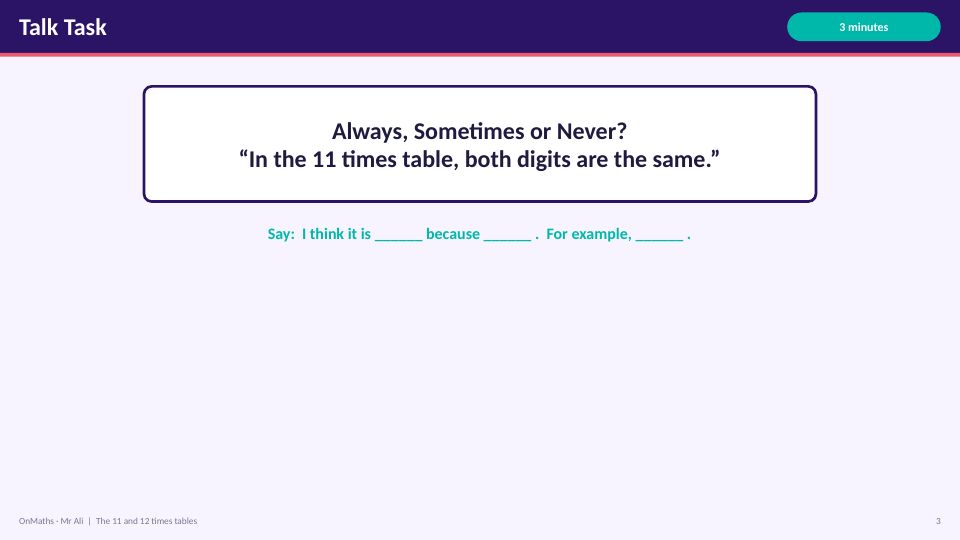 Talk Task
3 minutes
Always, Sometimes or Never?
“In the 11 times table, both digits are the same.”
Say:  I think it is ______ because ______ .  For example, ______ .
OnMaths - Mr Ali  |  The 11 and 12 times tables
3